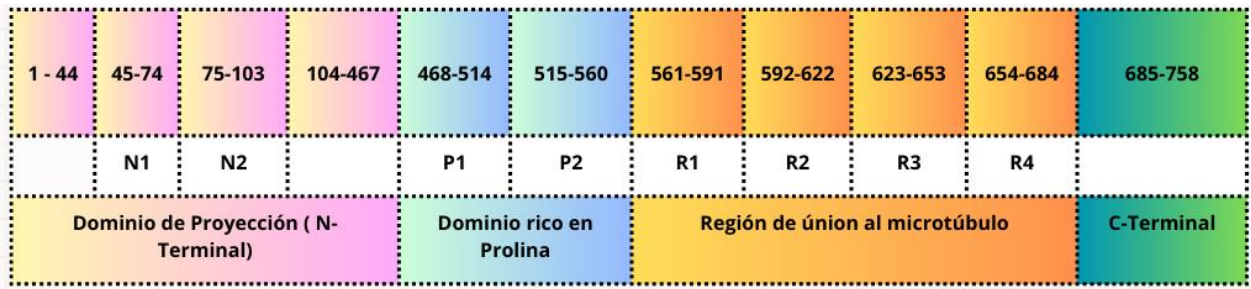 1 - 44 45-74 75-103 104-467 468-514 515-560 561-591 592-622 623-653 654-684 685-758
N1 N2 P1 P2 R1 R2 R3 R4
Dominio de Proyección ( N-
Terminal)
Dominio rico en
Prolina
Región de únion al microtúbulo
C-Terminal